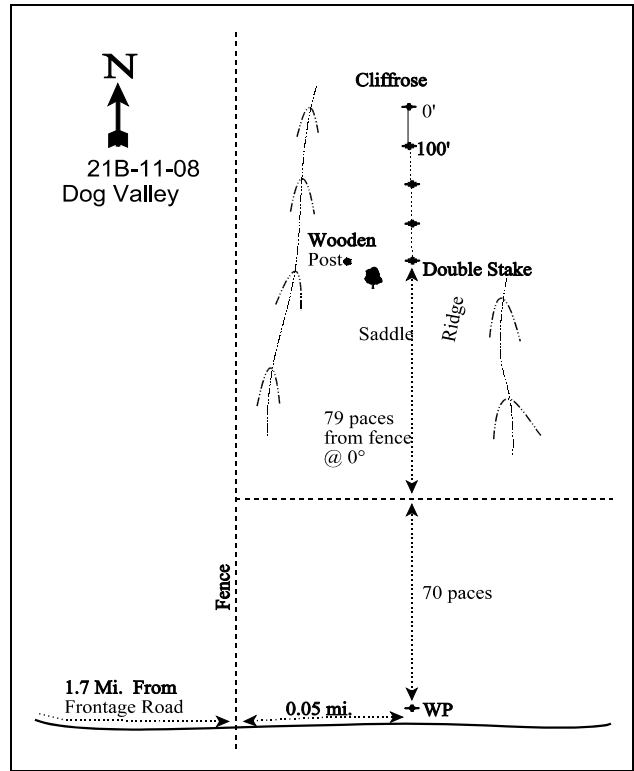 N
21B-11-08
Dog Valley
Cliffrose
0'
100'
Wooden
Post
Double Stake
Saddle
Ridge
79 paces
from fence
@ 0°
Fence
70 paces
1.7 Mi. From
Frontage Road
0.05 mi.
WP